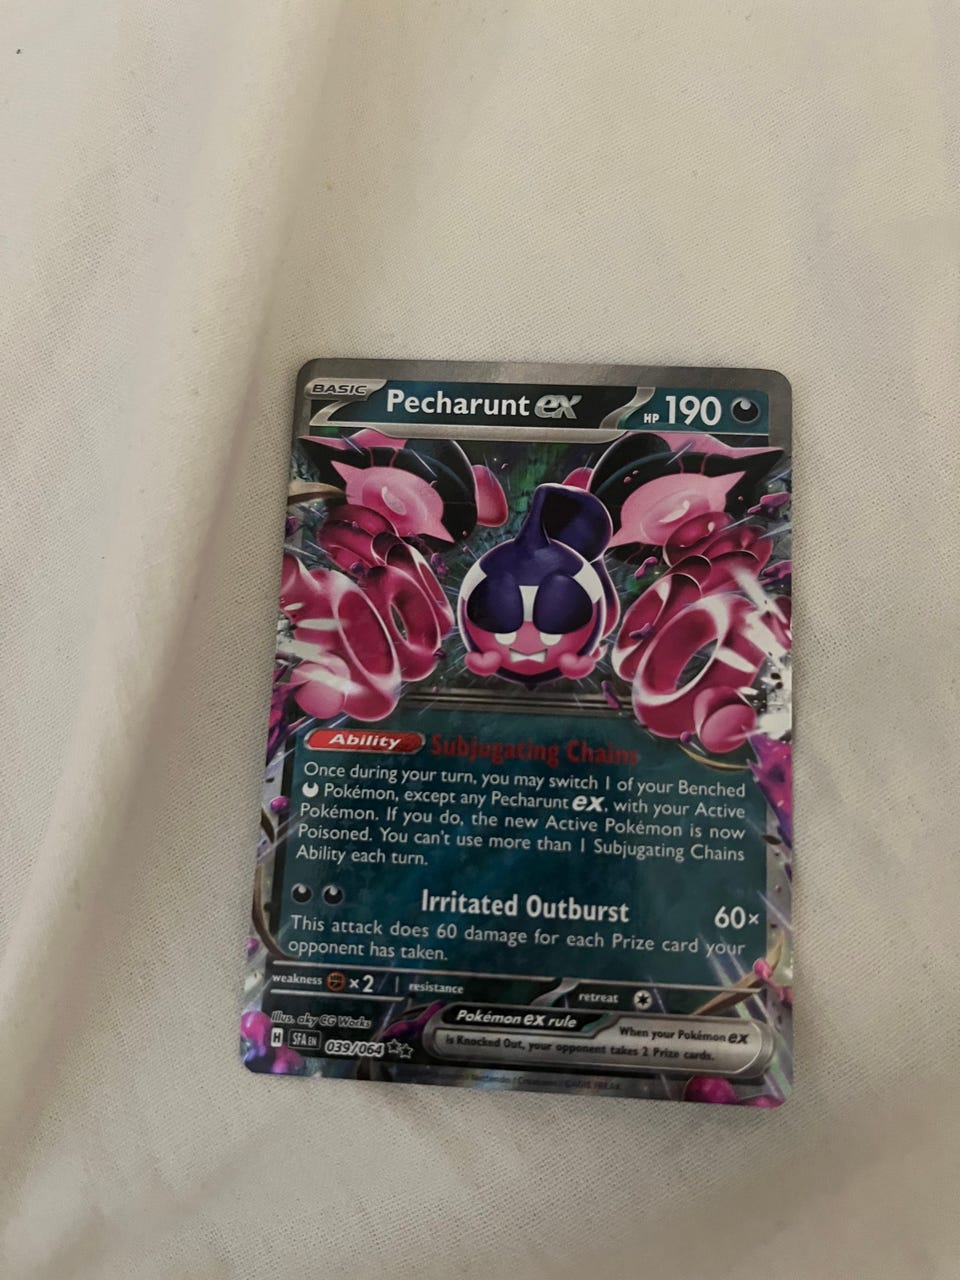 BASIC Pecharunt ex HP 190
Ability Subjugating Chains
Once during your turn, you may switch 1 of your Benched
Pokémon, except any Pecharunt ex, with your Active
Pokémon. If you do, the new Active Pokémon is now
Poisoned. You can't use more than 1 Subjugating Chains
Ability each turn.
Irritated Outburst 60×
This attack does 60 damage for each Prize card your
opponent has taken.
weakness ×2 resistance retreat
Illus. aky CG Works
H SFA EN 039/064
Pokémon ex rule When your Pokémon ex
is Knocked Out, your opponent takes 2 Prize cards.
Nintendo / Creatures / GAME FREAK